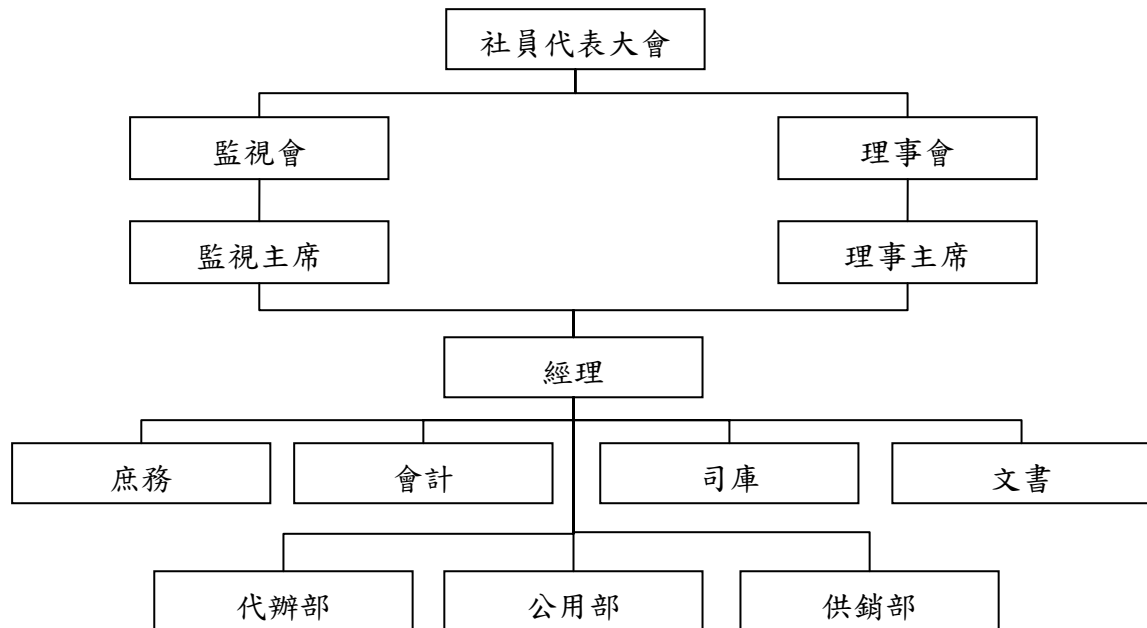 社員代表大會
監視會
理事會
監視主席
理事主席
經理
庶務
會計
司庫
文書
代辦部
公用部
供銷部